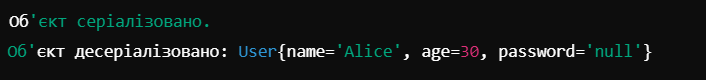 Об'єкт серіалізовано.
Об'єкт десеріалізовано: User{name='Alice', age=30, password='null'}